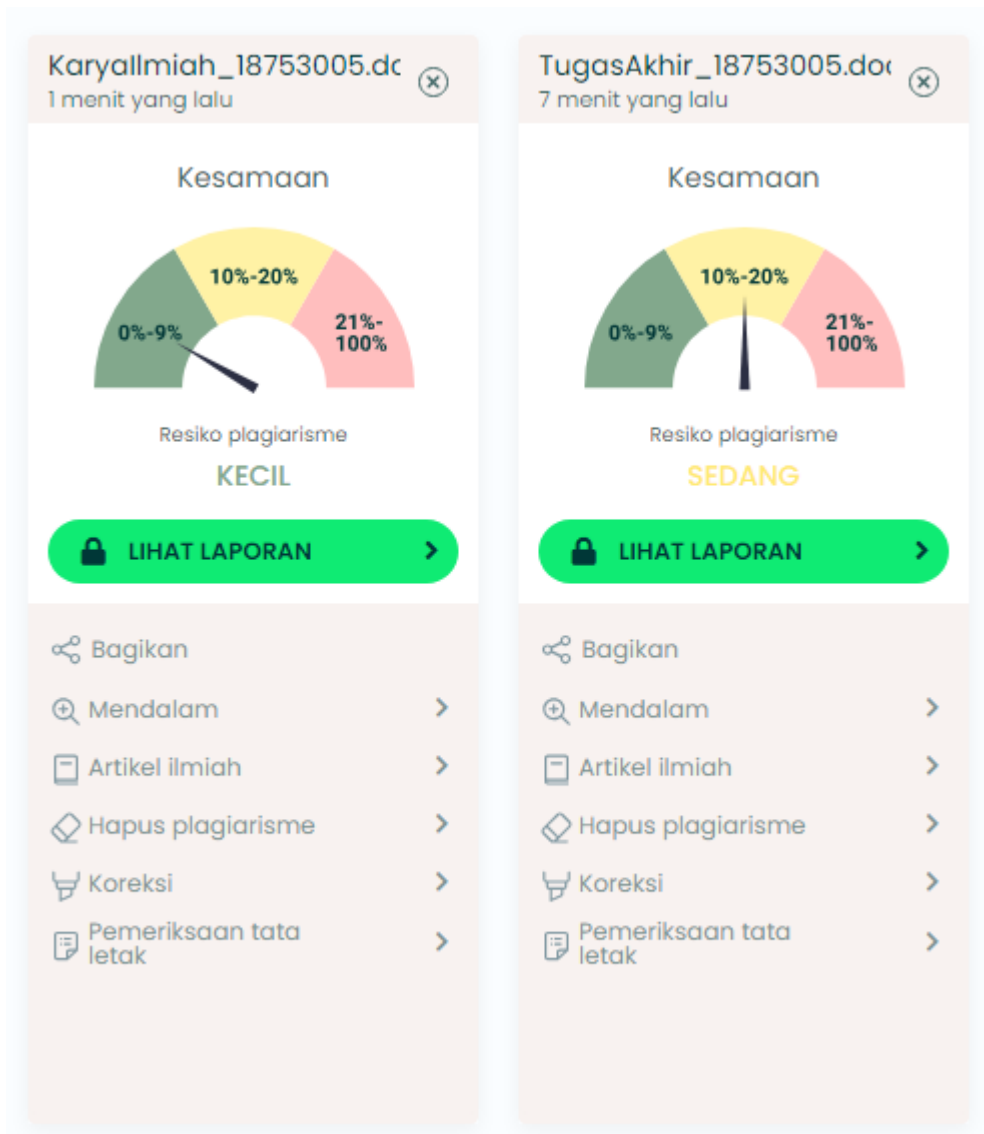 KaryaIlmiah_18753005.dc
1 menit yang lalu
Kesamaan
10%-20%
0%-9%
21%-
100%
Resiko plagiarisme
KECIL
LIHAT LAPORAN
Bagikan
Mendalam
Artikel ilmiah
Hapus plagiarisme
Koreksi
Pemeriksaan tata
letak
TugasAkhir_18753005.doc
7 menit yang lalu
Kesamaan
10%-20%
0%-9%
21%-
100%
Resiko plagiarisme
SEDANG
LIHAT LAPORAN
Bagikan
Mendalam
Artikel ilmiah
Hapus plagiarisme
Koreksi
Pemeriksaan tata
letak